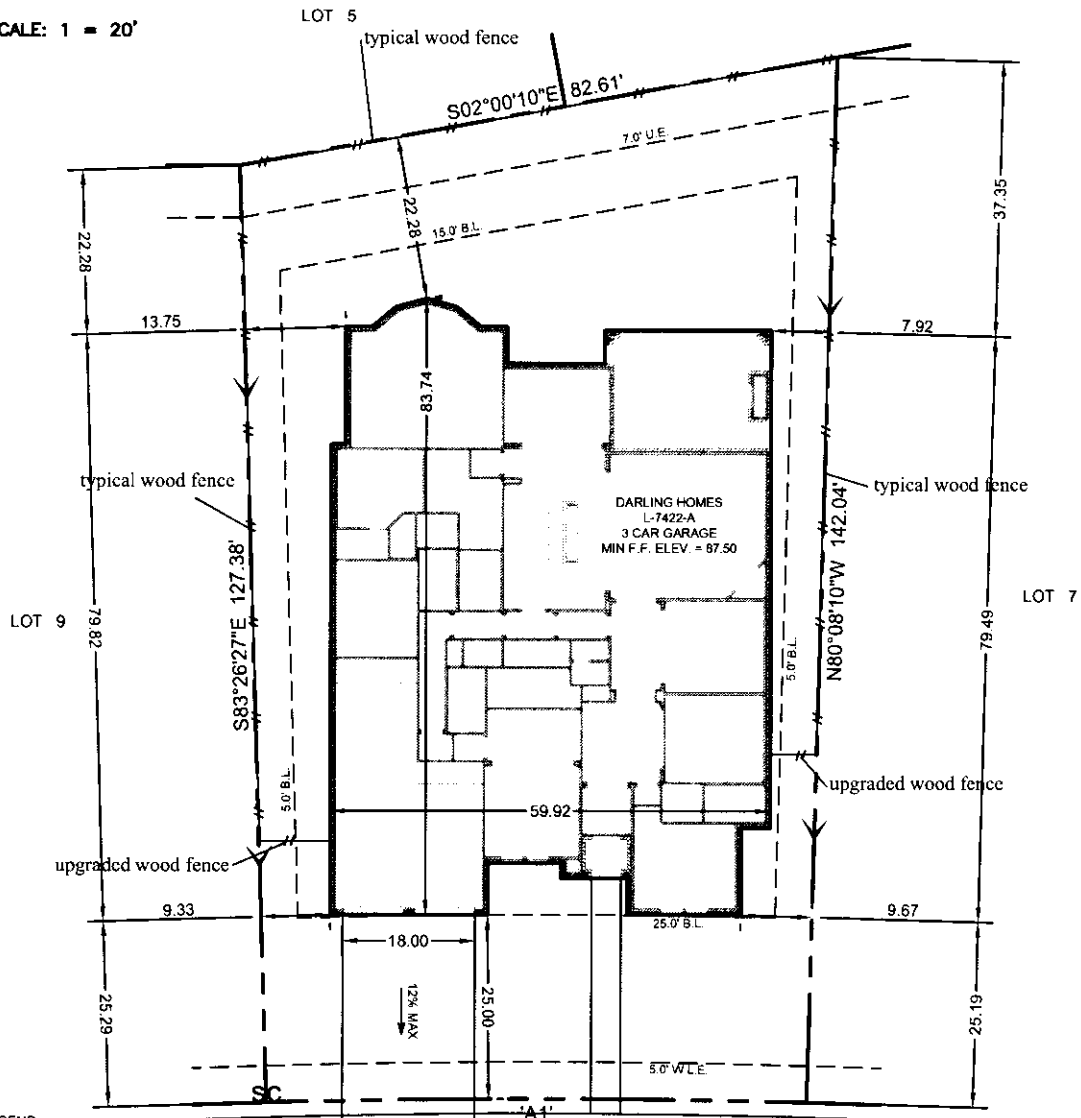 LOT 5
CALE: 1 = 20'
typical wood fence
S02°00'10"E 82.61'
7.0' U.E.
22.28
22.28
37.35
15.0' B.L.
13.75
7.92
83.74
typical wood fence
typical wood fence
DARLING HOMES
L-7422-A
3 CAR GARAGE
MIN F.F. ELEV. = 87.50
LOT 9
79.82
S83°26'27"E 127.38'
N80°08'10"W 142.04'
79.49
LOT 7
5.0' B.L.
5.0' B.L.
upgraded wood fence
59.92
upgraded wood fence
9.33
9.67
25.0' B.L.
18.00
25.29
12% MAX
25.00
25.19
5.0' W.L.E.
SC
'A1'